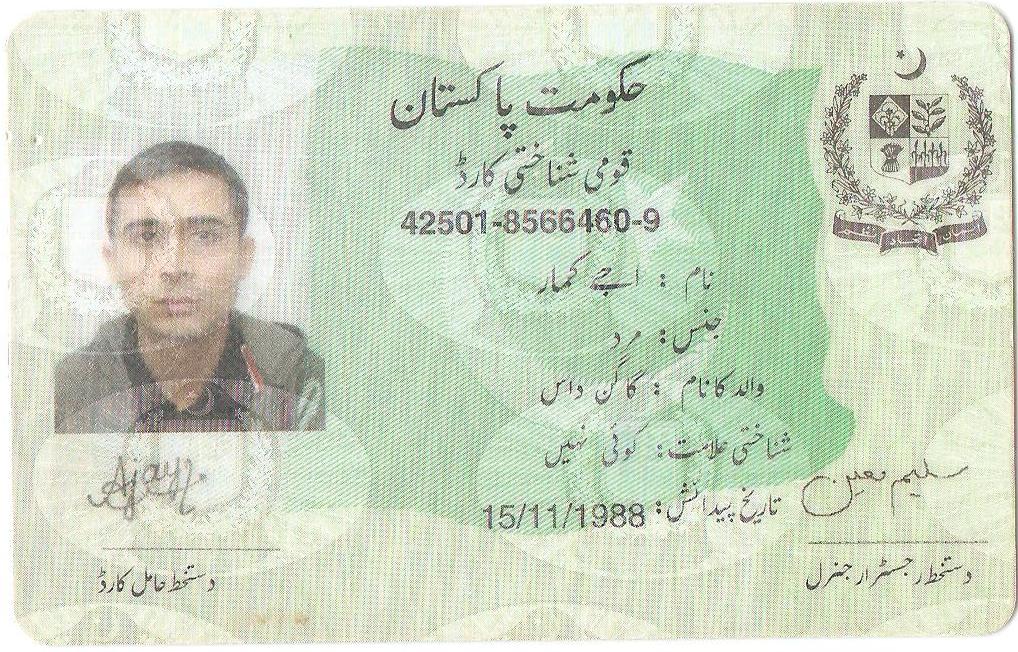 حکومت پاکستان
قومی شناختی کارڈ
42501-8566460-9
نام : اجے کمار
جنس : مرد
والد کا نام : گاگن داس
شناختی علامت: کوئی نہیں
تاریخ پیدائش: 15/11/1988
Ajay
سلیم معین
دستخط حامل کارڈ
دستخط رجسٹرار جنرل